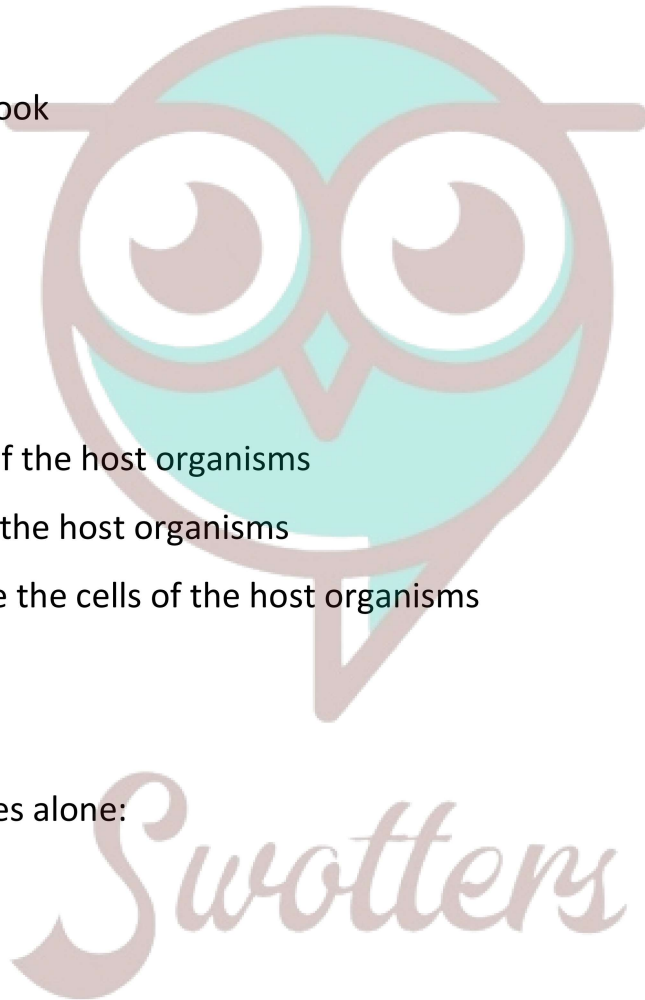 ook
f the host organisms
the host organisms
e the cells of the host organisms
es alone:
Swotters